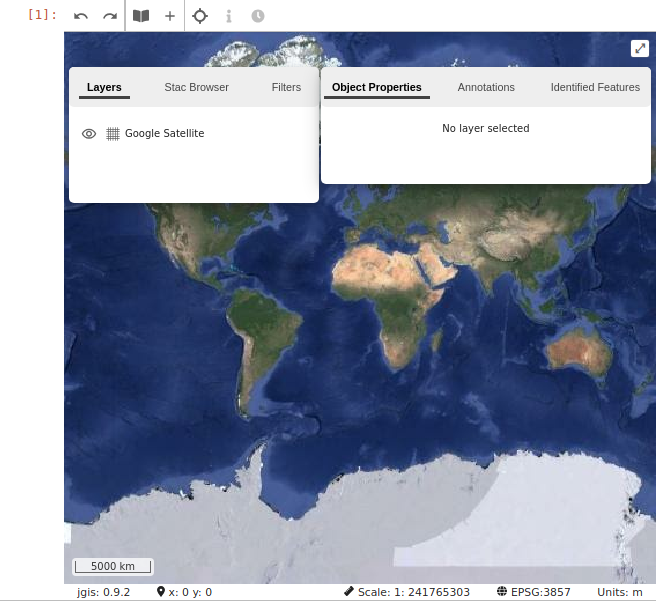 [1]:
Layers Stac Browser Filters
Object Properties Annotations Identified Features
Google Satellite
No layer selected
5000 km
jgis: 0.9.2 x: 0 y: 0 Scale: 1: 241765303 EPSG:3857 Units: m